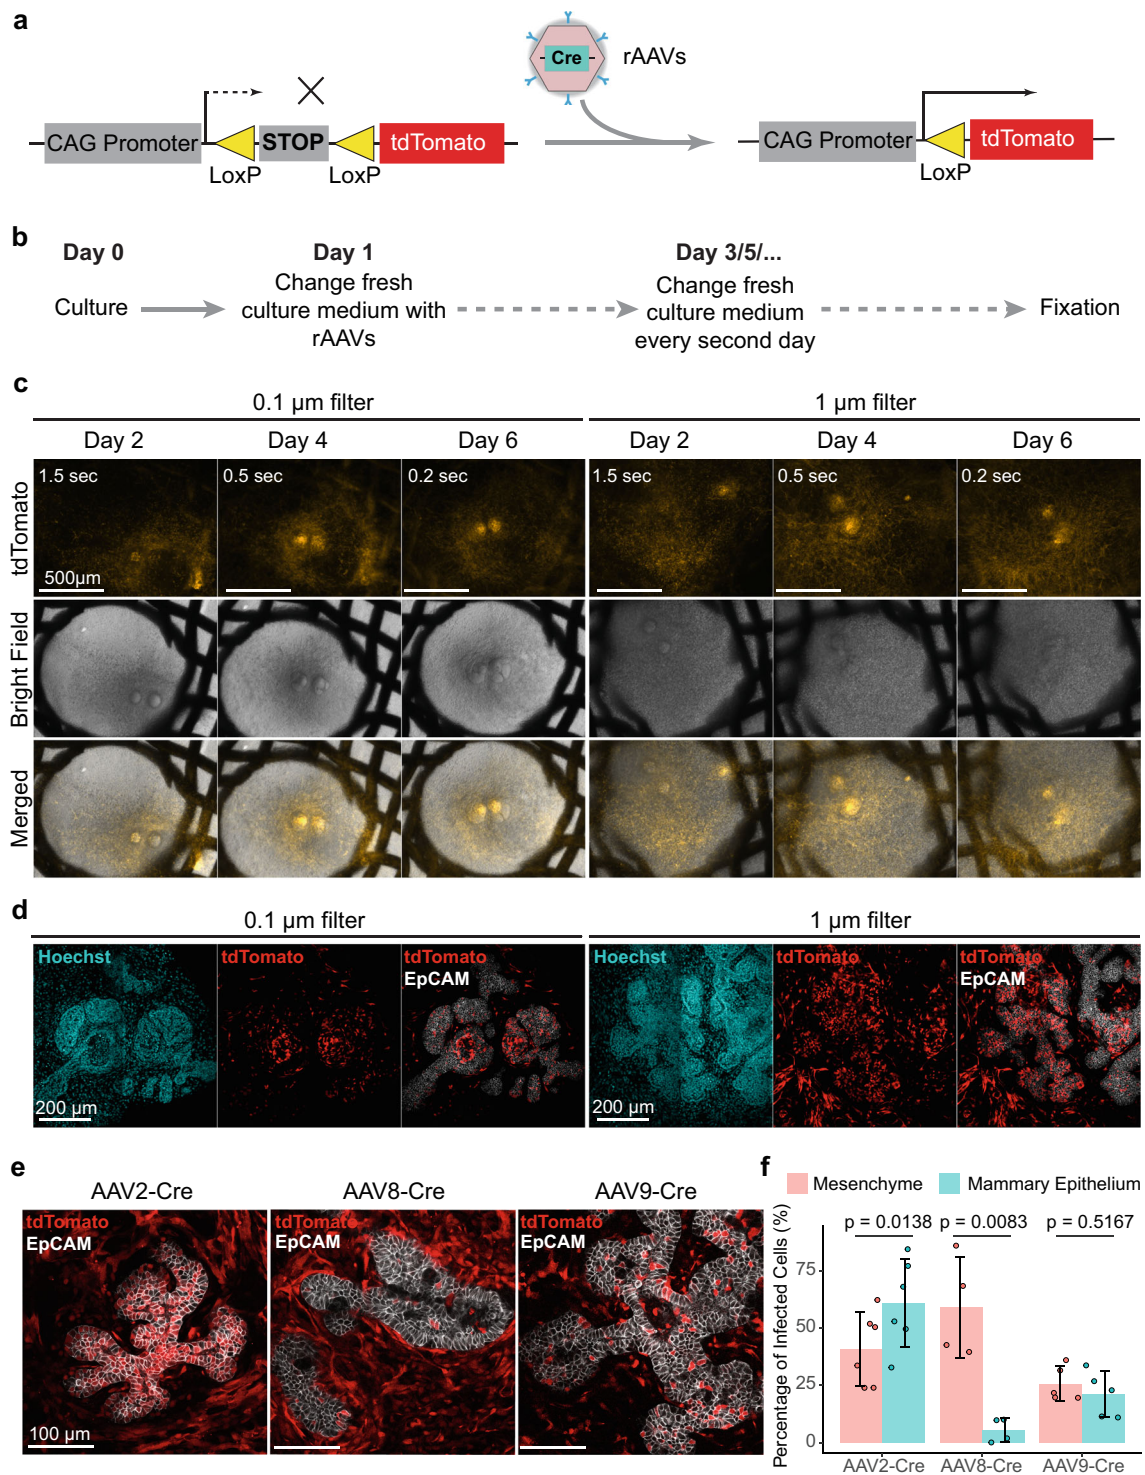 a
Cre
rAAVs
CAG Promoter
STOP
tdTomato
LoxP
LoxP
CAG Promoter
tdTomato
LoxP
b
Day 0
Day 1
Day 3/5/...
Culture
Change fresh
culture medium with
rAAVs
Change fresh
culture medium
every second day
Fixation
c
0.1 µm filter
1 µm filter
Day 2
Day 4
Day 6
Day 2
Day 4
Day 6
tdTomato
1.5 sec
0.5 sec
0.2 sec
1.5 sec
0.5 sec
0.2 sec
500µm
Bright Field
Merged
d
0.1 µm filter
1 µm filter
Hoechst
tdTomato
tdTomato
EpCAM
Hoechst
tdTomato
tdTomato
EpCAM
200 µm
200 µm
e
AAV2-Cre
AAV8-Cre
AAV9-Cre
tdTomato
EpCAM
tdTomato
EpCAM
tdTomato
EpCAM
100 µm
f
Mesenchyme
Mammary Epithelium
p = 0.0138
p = 0.0083
p = 0.5167
Percentage of Infected Cells (%)
75
50
25
0
AAV2-Cre
AAV8-Cre
AAV9-Cre